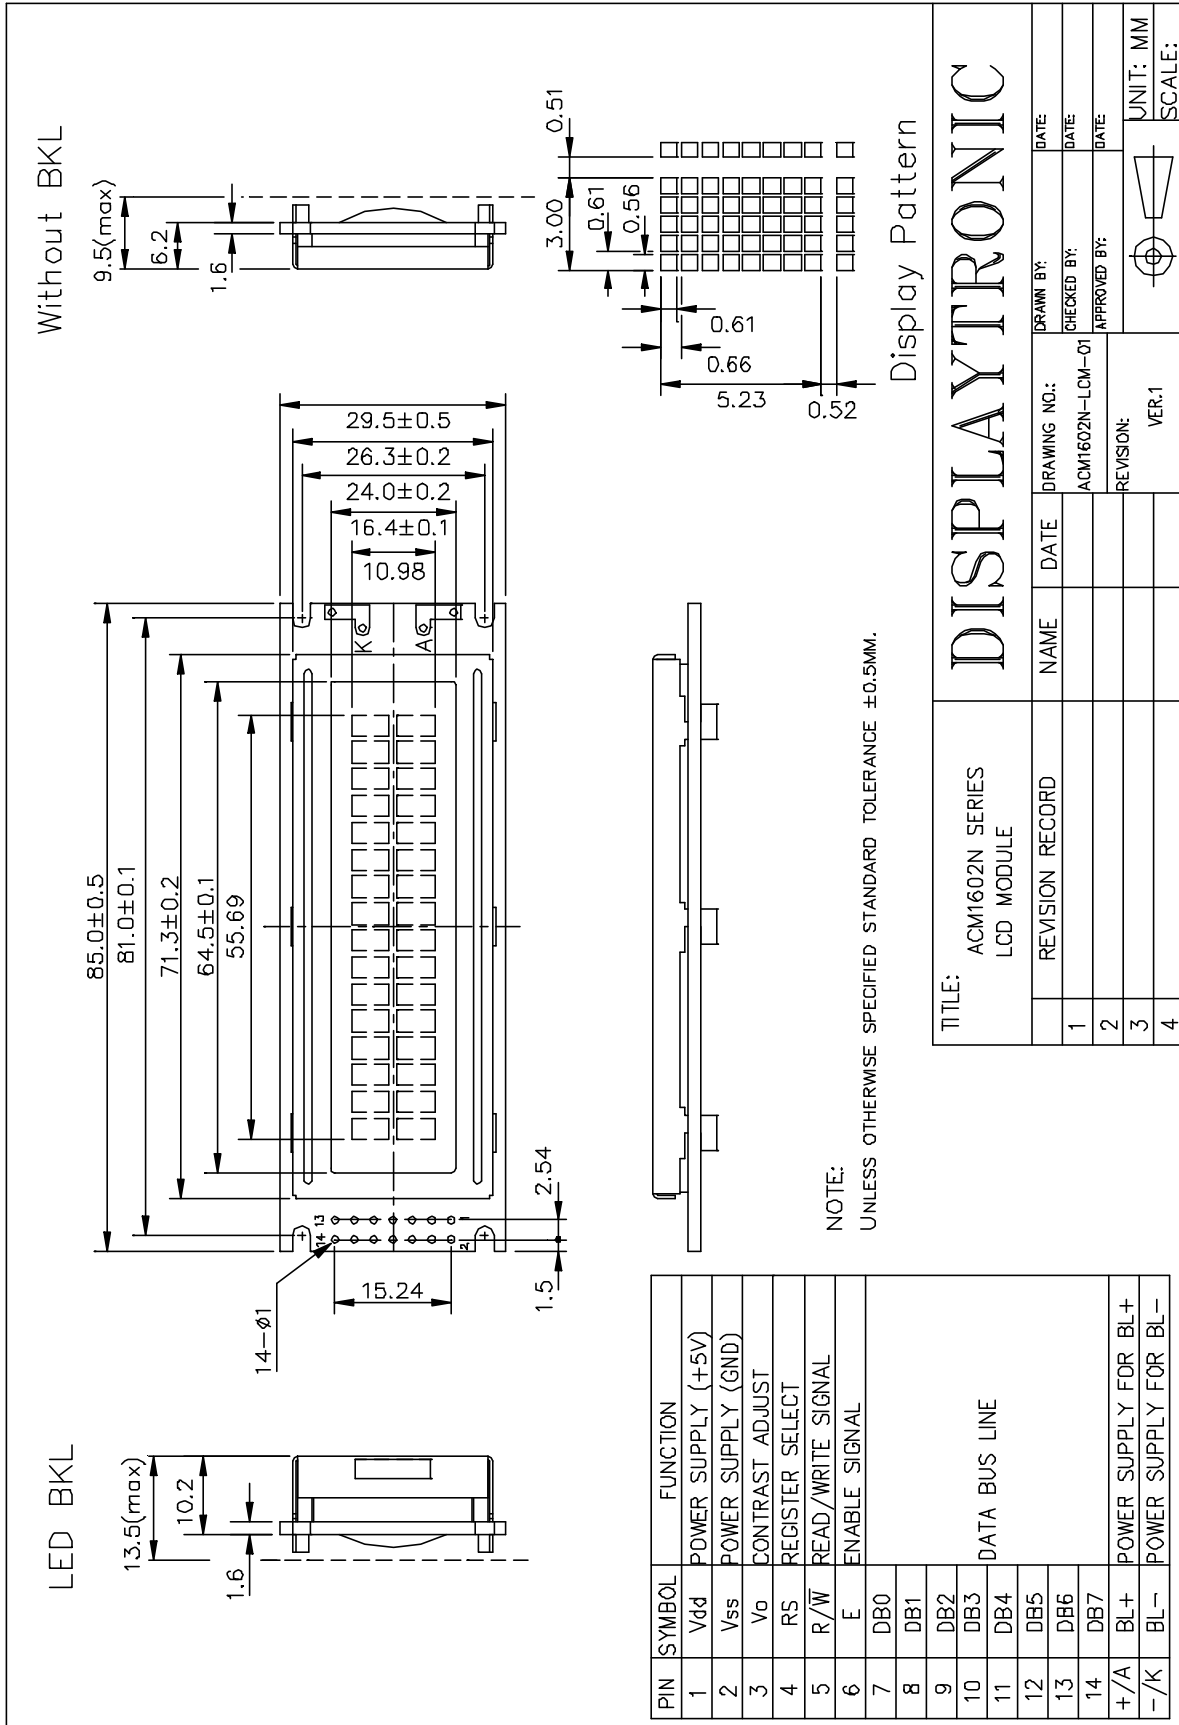 LED BKL
13.5(max)
10.2
1.6
85.0±0.5
81.0±0.1
71.3±0.2
64.5±0.1
55.69
29.5±0.5
26.3±0.2
24.0±0.2
16.4±0.1
10.98
K
A
14-ø1
14 13
2 1
15.24
1.5
2.54
Without BKL
9.5(max)
6.2
1.6
3.00
0.51
0.61
0.56
0.61
0.66
5.23
0.52
Display Pattern
NOTE:
UNLESS OTHERWISE SPECIFIED STANDARD TOLERANCE ±0.5MM.
PIN SYMBOL FUNCTION
1 Vdd POWER SUPPLY (+5V)
2 Vss POWER SUPPLY (GND)
3 Vo CONTRAST ADJUST
4 RS REGISTER SELECT
5 R/W̅ READ/WRITE SIGNAL
6 E ENABLE SIGNAL
7 DB0
8 DB1
9 DB2
10 DB3
11 DB4
12 DB5
13 DB6
14 DB7
DATA BUS LINE
+/A BL+ POWER SUPPLY FOR BL+
-/K BL- POWER SUPPLY FOR BL-
TITLE:
ACM1602N SERIES
LCD MODULE
DISPLAYTRONIC
REVISION RECORD NAME DATE
1
2
3
4
DRAWING NO.:
ACM1602N-LCM-01
REVISION:
VER.1
DRAWN BY: DATE:
CHECKED BY: DATE:
APPROVED BY: DATE:
UNIT: MM
SCALE: